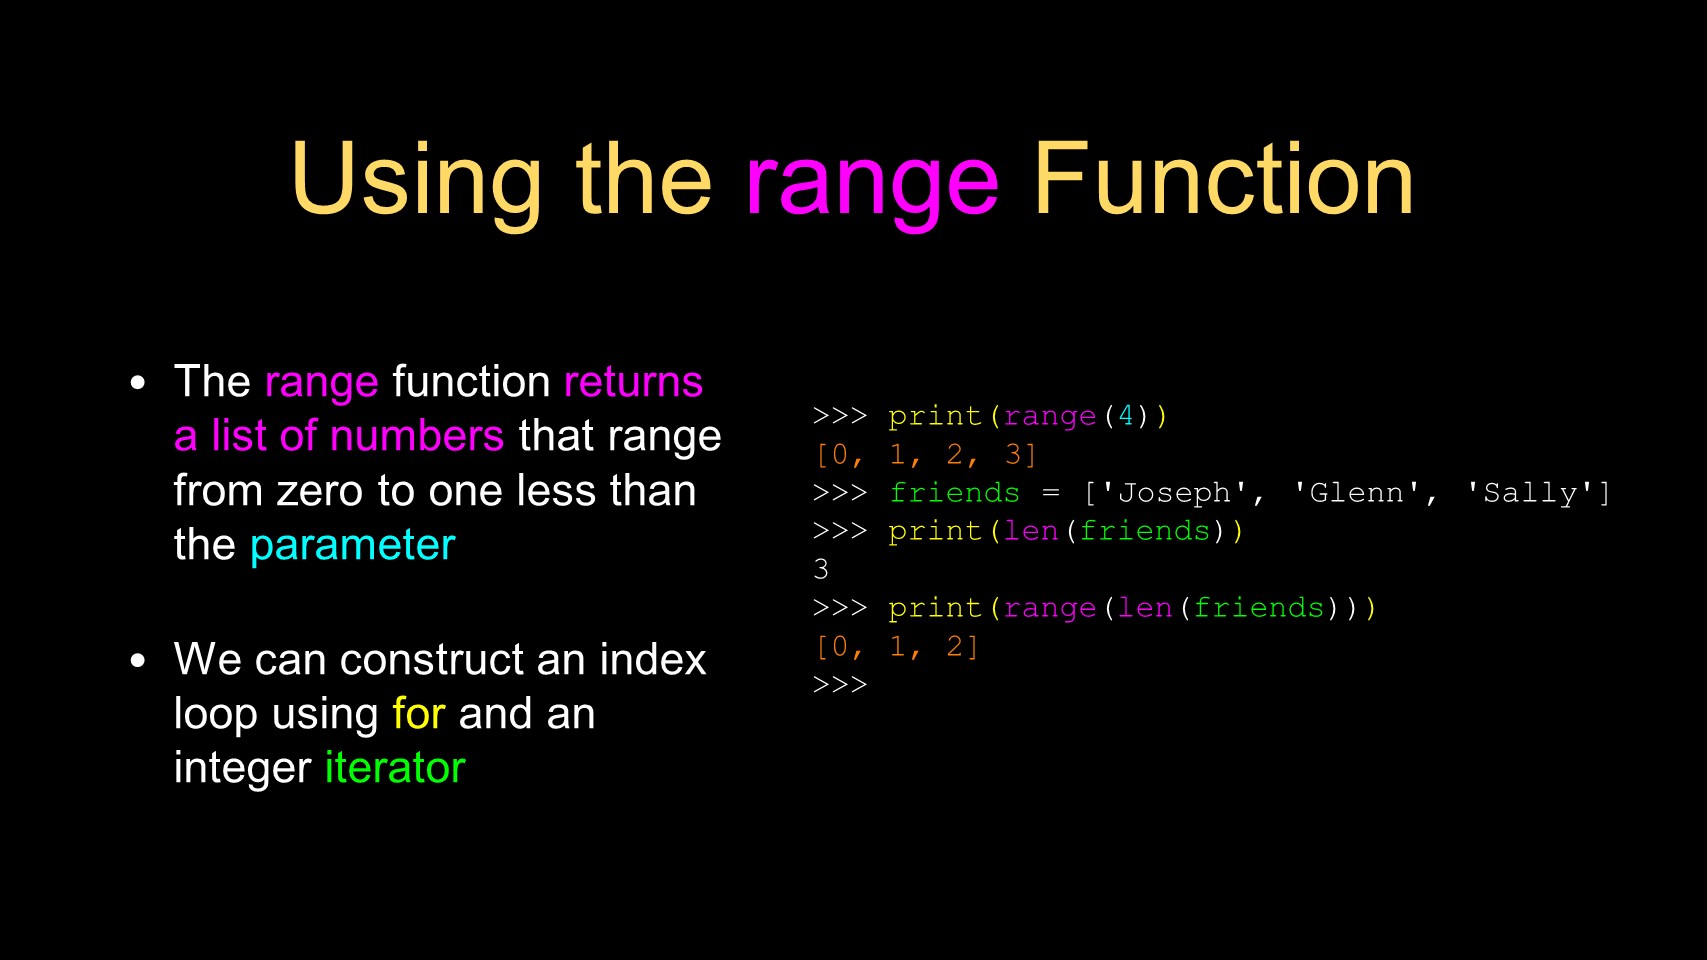 Using the range Function
• The range function returns
a list of numbers that range
from zero to one less than
the parameter
• We can construct an index
loop using for and an
integer iterator
>>> print(range(4))
[0, 1, 2, 3]
>>> friends = ['Joseph', 'Glenn', 'Sally']
>>> print(len(friends))
3
>>> print(range(len(friends)))
[0, 1, 2]
>>>